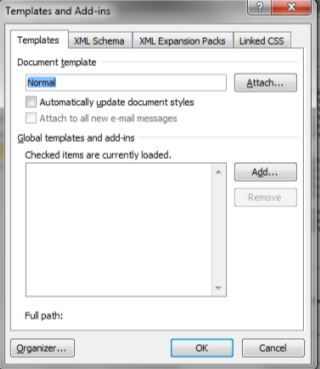 Templates and Add-ins
Templates XML Schema XML Expansion Packs Linked CSS
Document template
Normal Attach...
Automatically update document styles
Attach to all new e-mail messages
Global templates and add-ins
Checked items are currently loaded.
Add...
Remove
Full path:
Organizer... OK Cancel